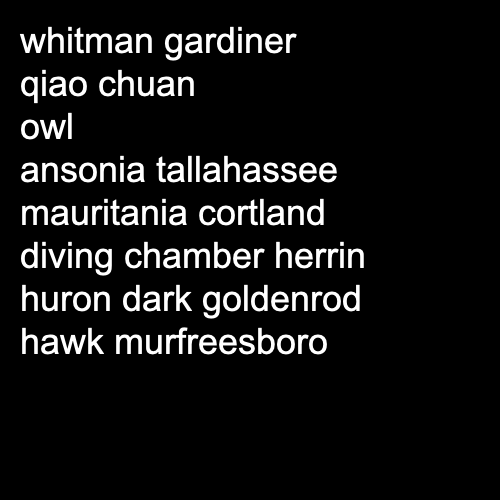 whitman gardiner
qiao chuan
owl
ansonia tallahassee
mauritania cortland
diving chamber herrin
huron dark goldenrod
hawk murfreesboro